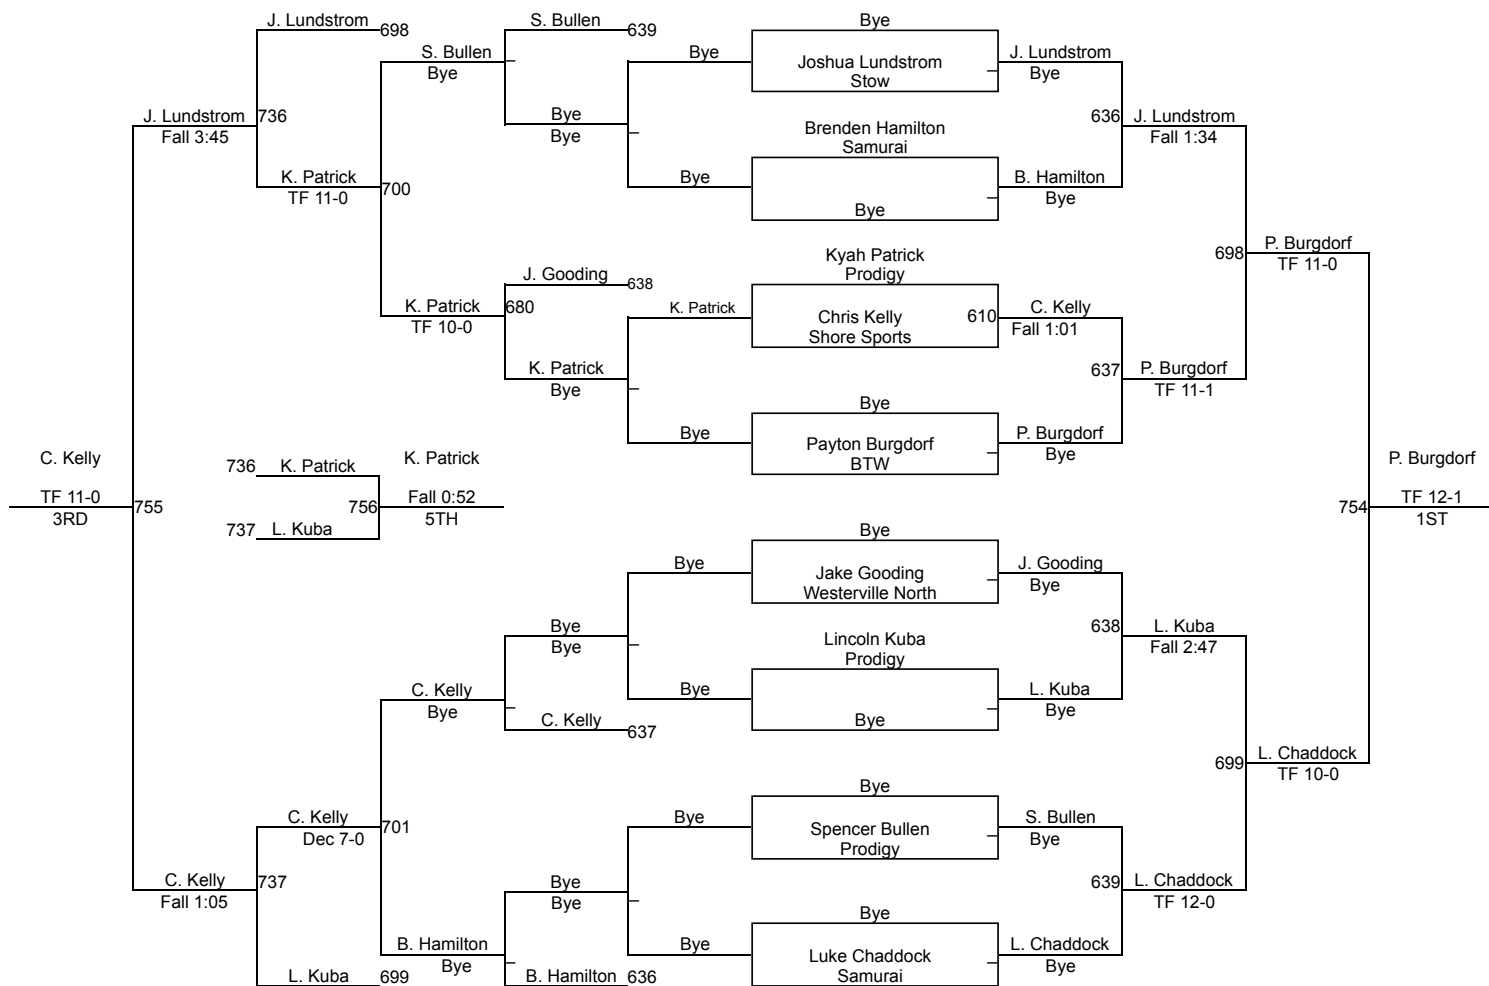 J. Lundstrom
698
S. Bullen
639
Bye
S. Bullen
Bye
Bye
Joshua Lundstrom
Stow
J. Lundstrom
Bye
J. Lundstrom
Fall 3:45
736
Bye
Bye
Brenden Hamilton
Samurai
636
J. Lundstrom
Fall 1:34
K. Patrick
TF 11-0
700
Bye
Bye
B. Hamilton
Bye
Kyah Patrick
Prodigy
698
P. Burgdorf
TF 11-0
J. Gooding
638
K. Patrick
TF 10-0
680
K. Patrick
Chris Kelly
Shore Sports
610
C. Kelly
Fall 1:01
K. Patrick
Bye
637
P. Burgdorf
TF 11-1
Bye
Bye
Payton Burgdorf
BTW
P. Burgdorf
Bye
C. Kelly
TF 11-0
3RD
755
736
K. Patrick
737
L. Kuba
756
K. Patrick
Fall 0:52
5TH
754
P. Burgdorf
TF 12-1
1ST
Bye
Bye
Jake Gooding
Westerville North
J. Gooding
Bye
Bye
Bye
Lincoln Kuba
Prodigy
638
L. Kuba
Fall 2:47
C. Kelly
Bye
Bye
Bye
L. Kuba
Bye
C. Kelly
637
699
L. Chaddock
TF 10-0
Bye
C. Kelly
Dec 7-0
701
Bye
Spencer Bullen
Prodigy
S. Bullen
Bye
C. Kelly
Fall 1:05
737
Bye
Bye
639
L. Chaddock
TF 12-0
Bye
B. Hamilton
Bye
Bye
Luke Chaddock
Samurai
L. Chaddock
Bye
L. Kuba
699
B. Hamilton
636